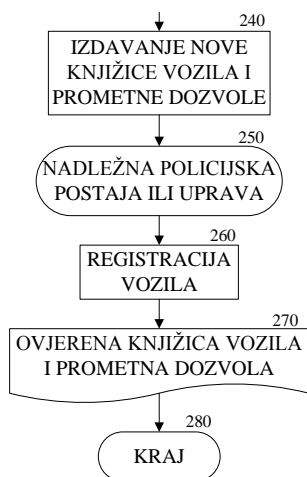 240
IZDAVANJE NOVE
KNJIŽICE VOZILA I
PROMETNE DOZVOLE
250
NADLEŽNA POLICIJSKA
POSTAJA ILI UPRAVA
260
REGISTRACIJA
VOZILA
270
OVJERENA KNJIŽICA VOZILA
I PROMETNA DOZVOLA
280
KRAJ